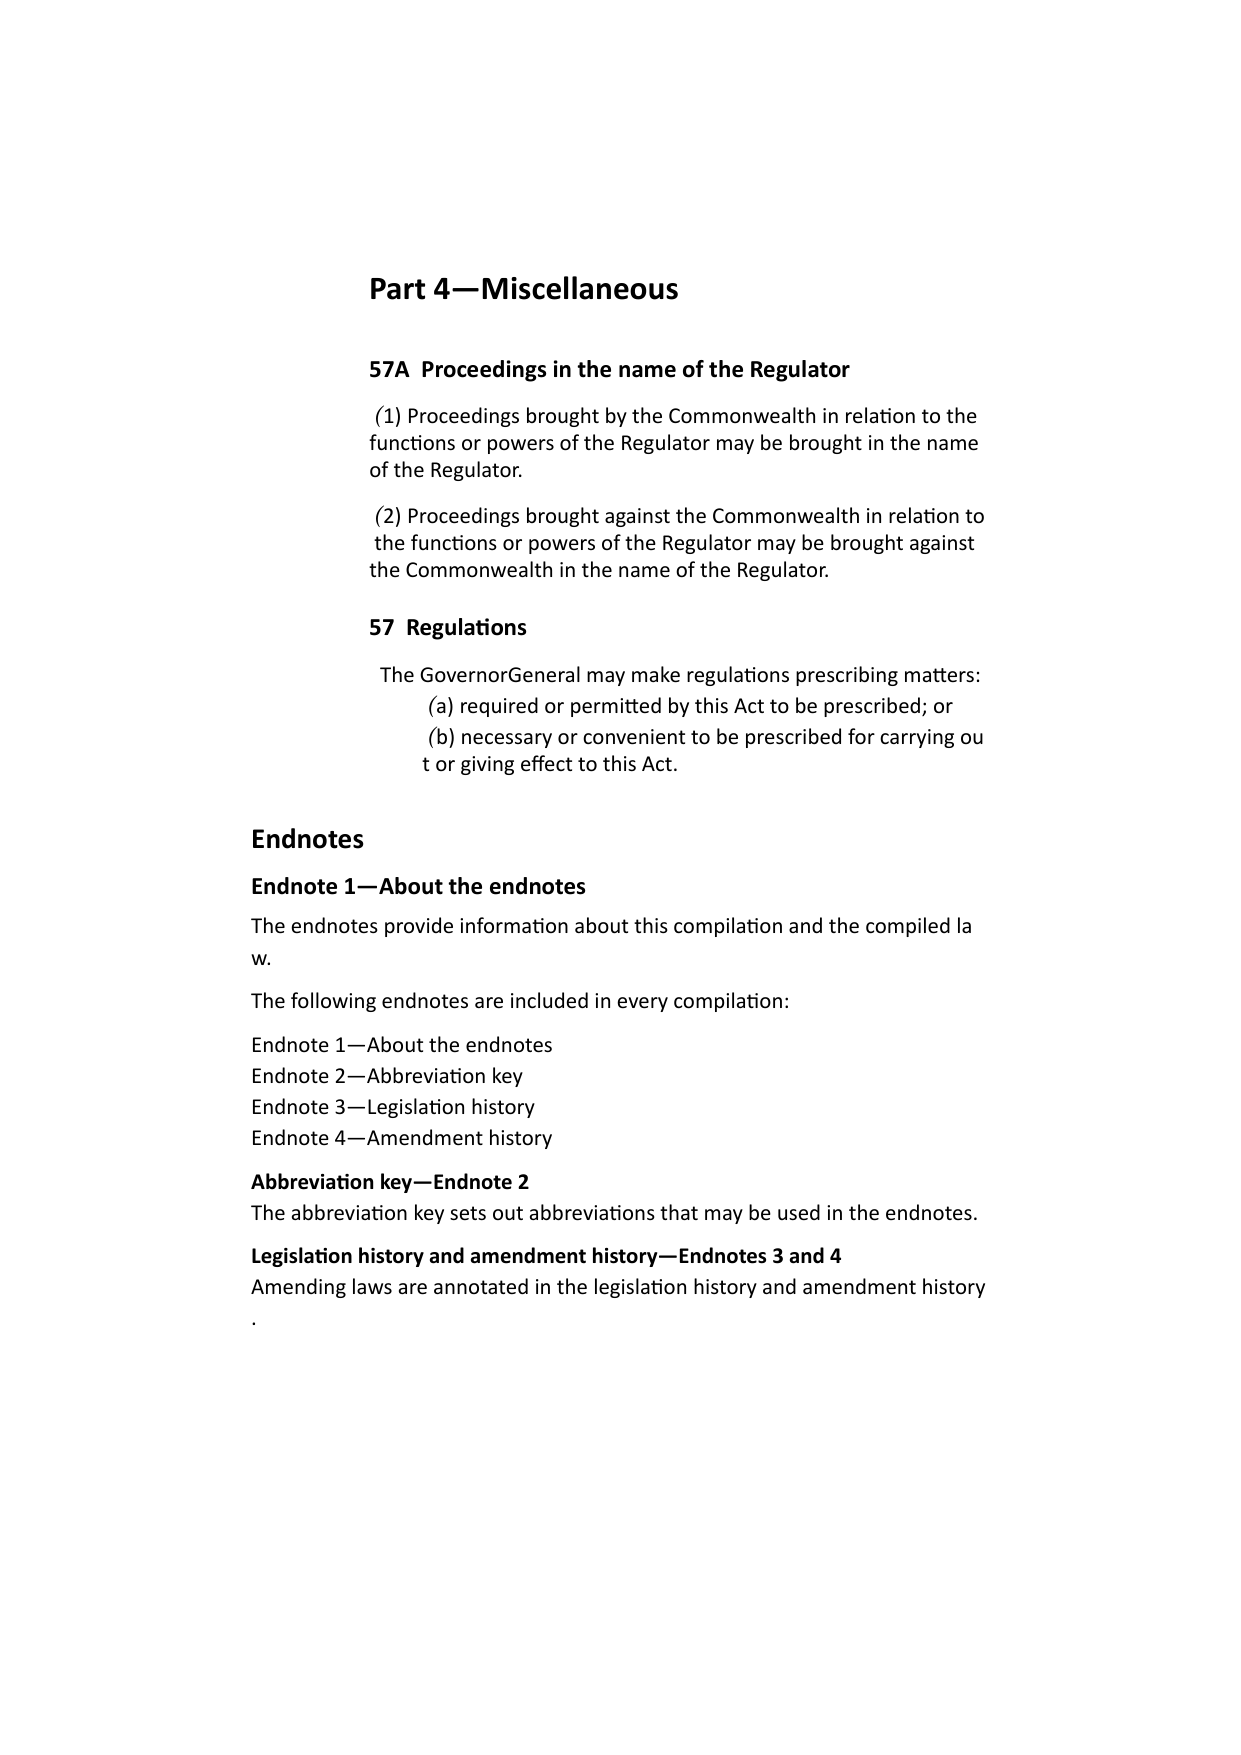 Part 4—Miscellaneous
57A  Proceedings in the name of the Regulator
(1) Proceedings brought by the Commonwealth in relation to the
functions or powers of the Regulator may be brought in the name
of the Regulator.
(2) Proceedings brought against the Commonwealth in relation to
the functions or powers of the Regulator may be brought against
the Commonwealth in the name of the Regulator.
57  Regulations
The GovernorGeneral may make regulations prescribing matters:
(a) required or permitted by this Act to be prescribed; or
(b) necessary or convenient to be prescribed for carrying ou
t or giving effect to this Act.
Endnotes
Endnote 1—About the endnotes
The endnotes provide information about this compilation and the compiled la
w.
The following endnotes are included in every compilation:
Endnote 1—About the endnotes
Endnote 2—Abbreviation key
Endnote 3—Legislation history
Endnote 4—Amendment history
Abbreviation key—Endnote 2
The abbreviation key sets out abbreviations that may be used in the endnotes.
Legislation history and amendment history—Endnotes 3 and 4
Amending laws are annotated in the legislation history and amendment history
.